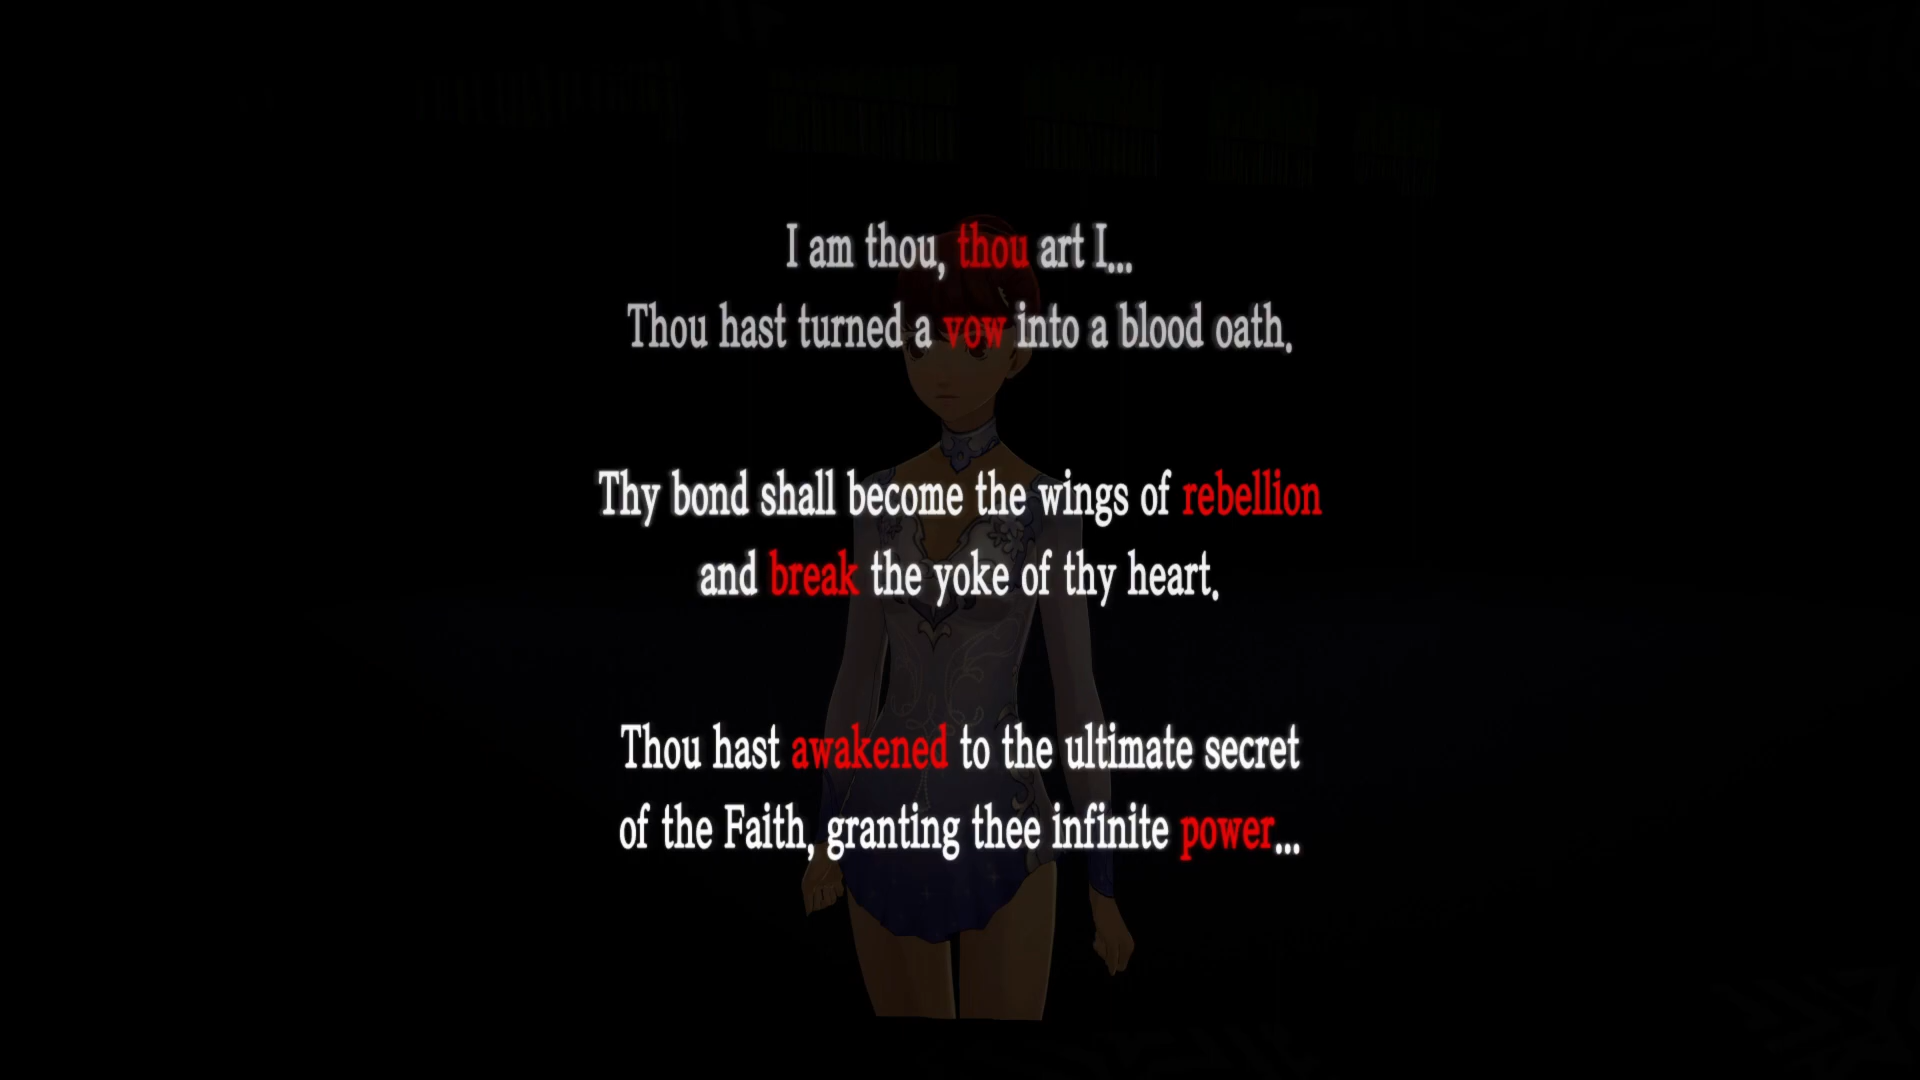 I am thou, thou art I...
Thou hast turned a vow into a blood oath.
Thy bond shall become the wings of rebellion
and break the yoke of thy heart.
Thou hast awakened to the ultimate secret
of the Faith, granting thee infinite power...